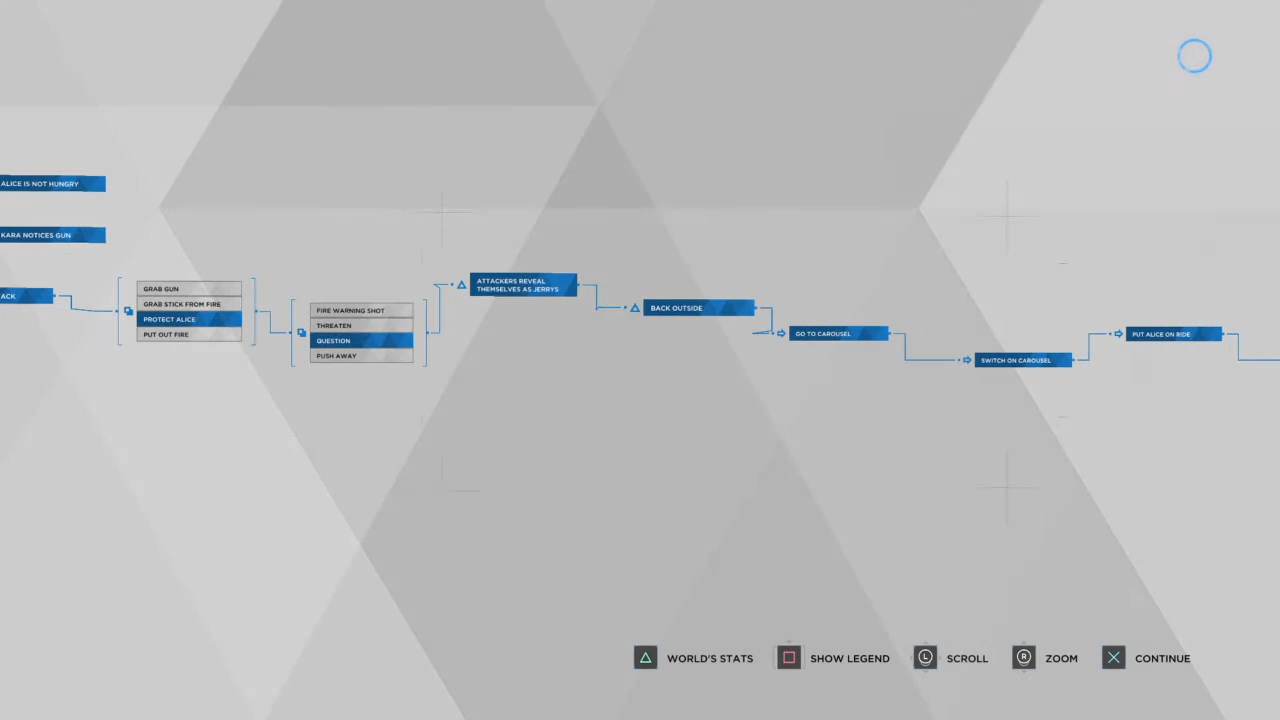 ALICE IS NOT HUNGRY
KARA NOTICES GUN
ACK
GRAB GUN
GRAB STICK FROM FIRE
PROTECT ALICE
PUT OUT FIRE
FIRE WARNING SHOT
THREATEN
QUESTION
PUSH AWAY
ATTACKERS REVEAL
THEMSELVES AS JERRYS
BACK OUTSIDE
GO TO CAROUSEL
SWITCH ON CAROUSEL
PUT ALICE ON RIDE
WORLD'S STATS
SHOW LEGEND
L
SCROLL
R
ZOOM
CONTINUE